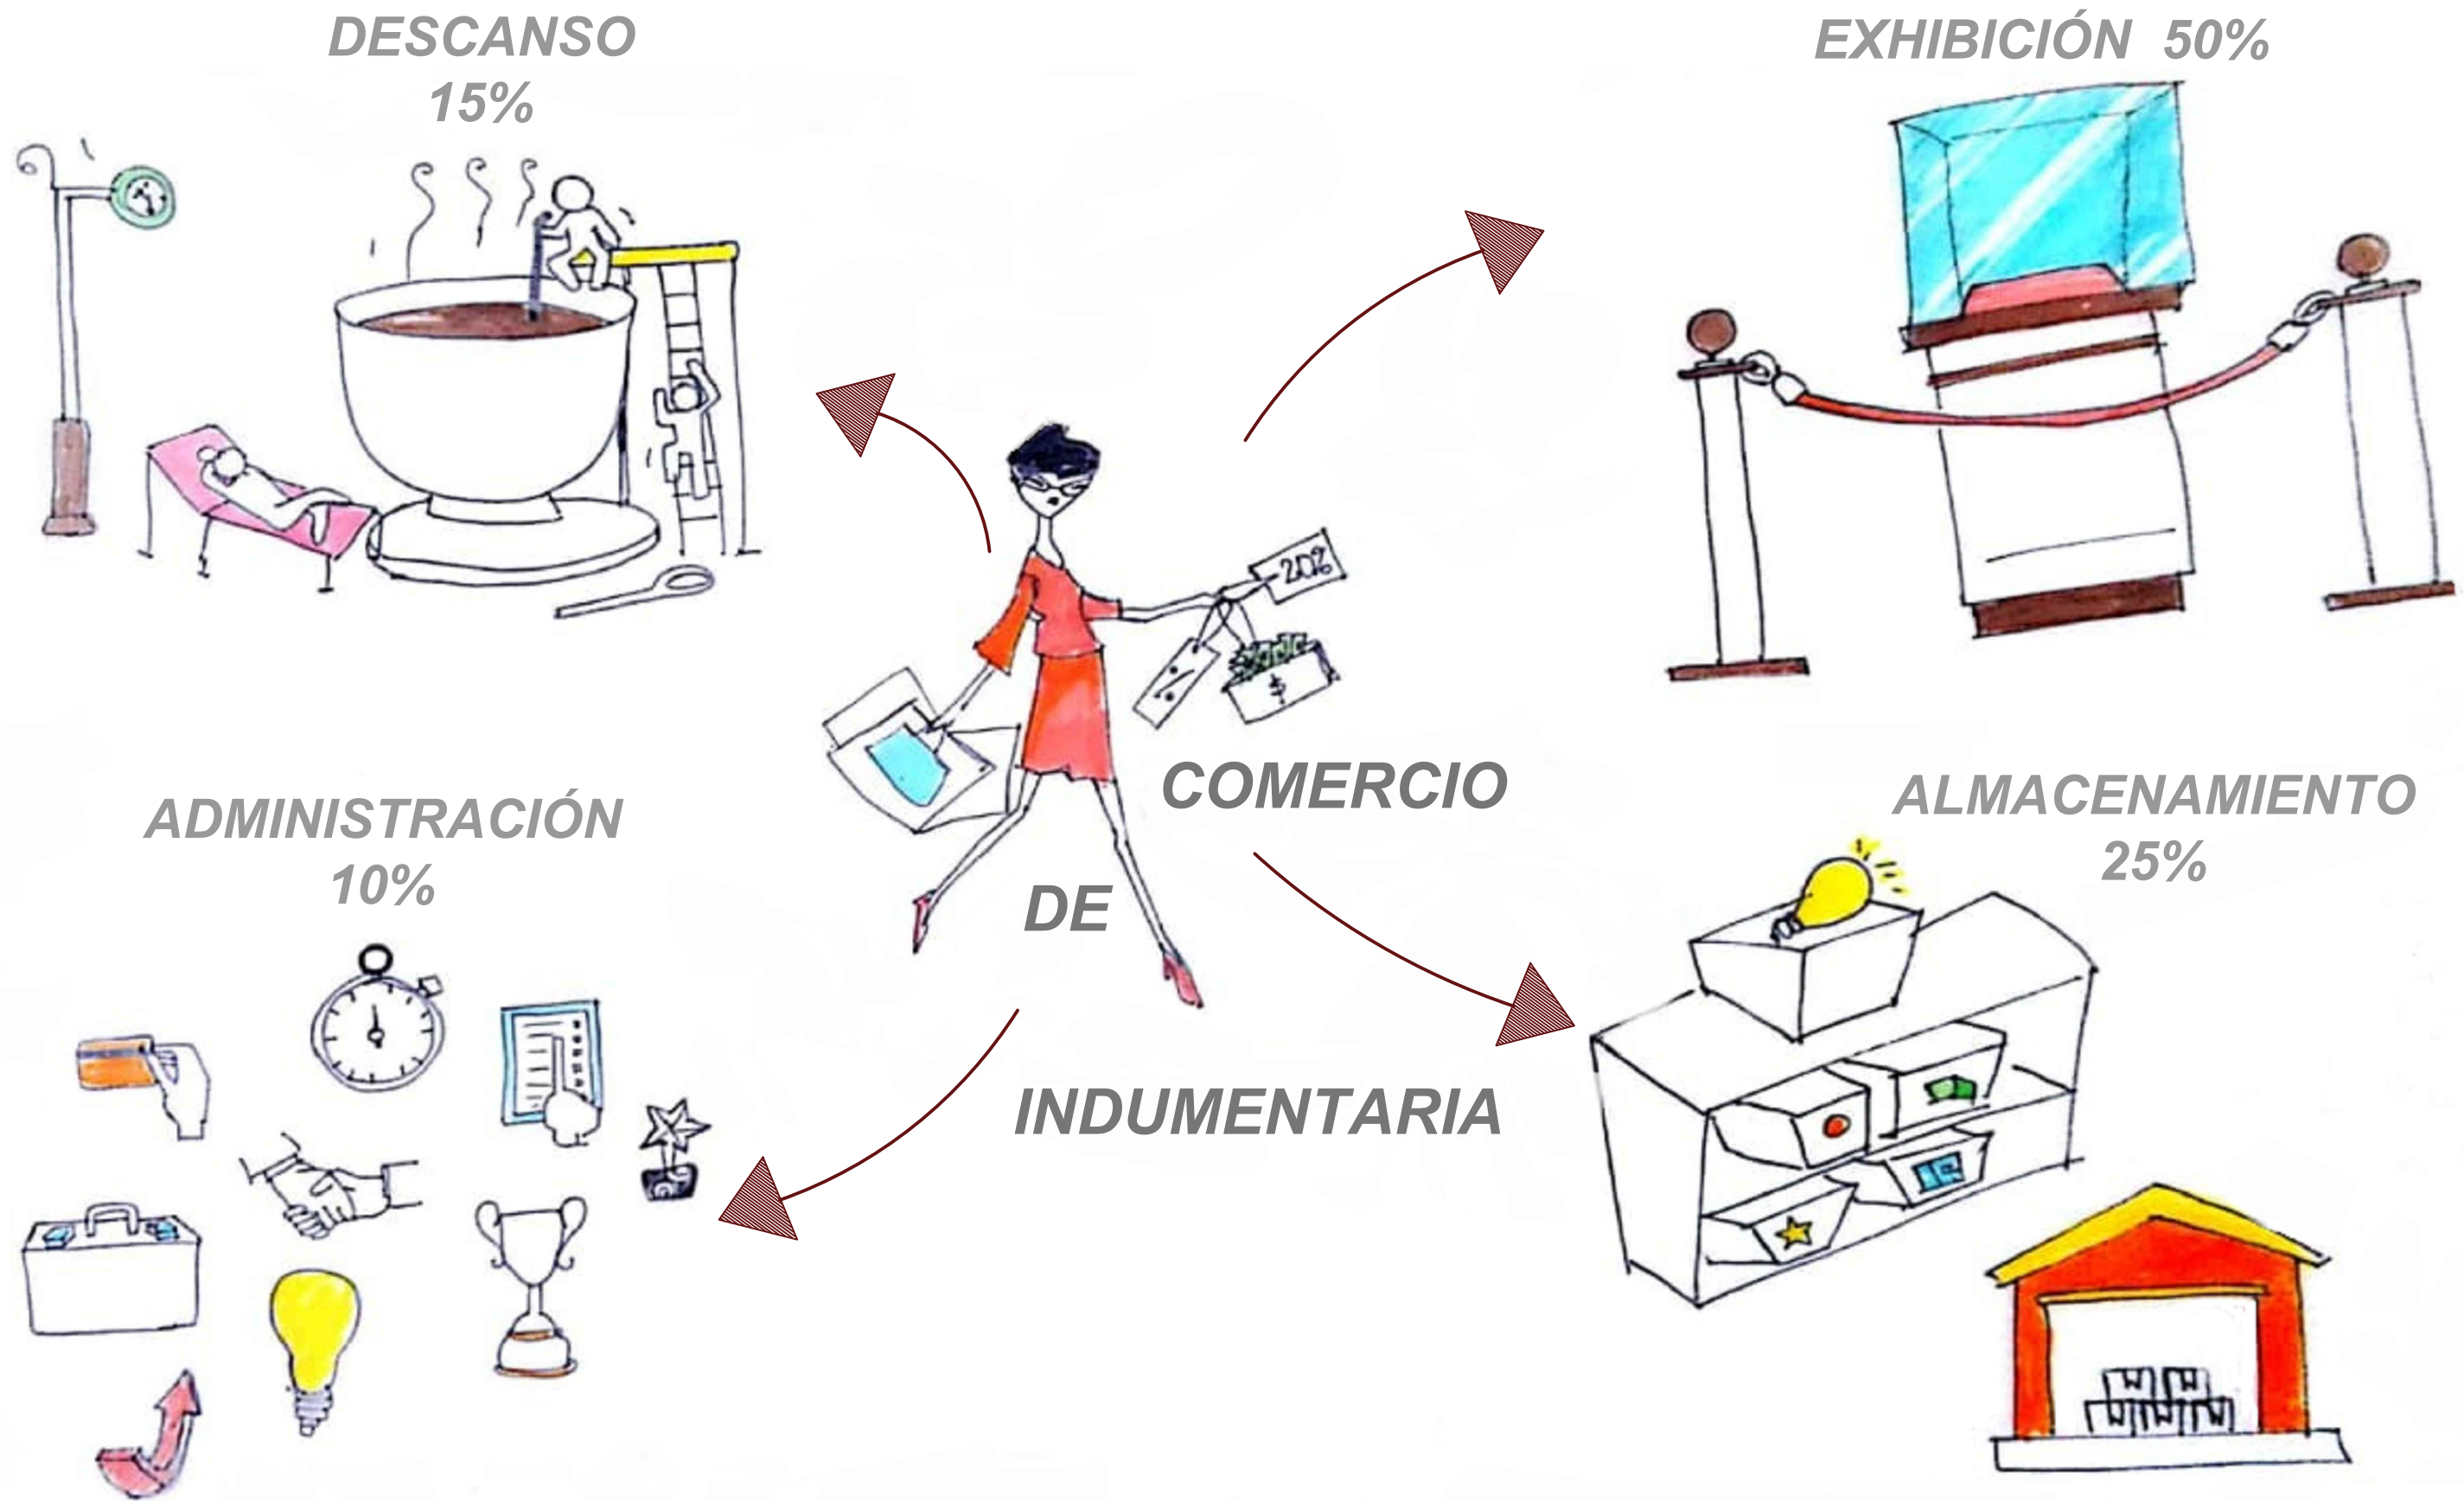 DESCANSO
15%
EXHIBICIÓN 50%
20%
%
$
COMERCIO
DE
INDUMENTARIA
ADMINISTRACIÓN
10%
ALMACENAMIENTO
25%